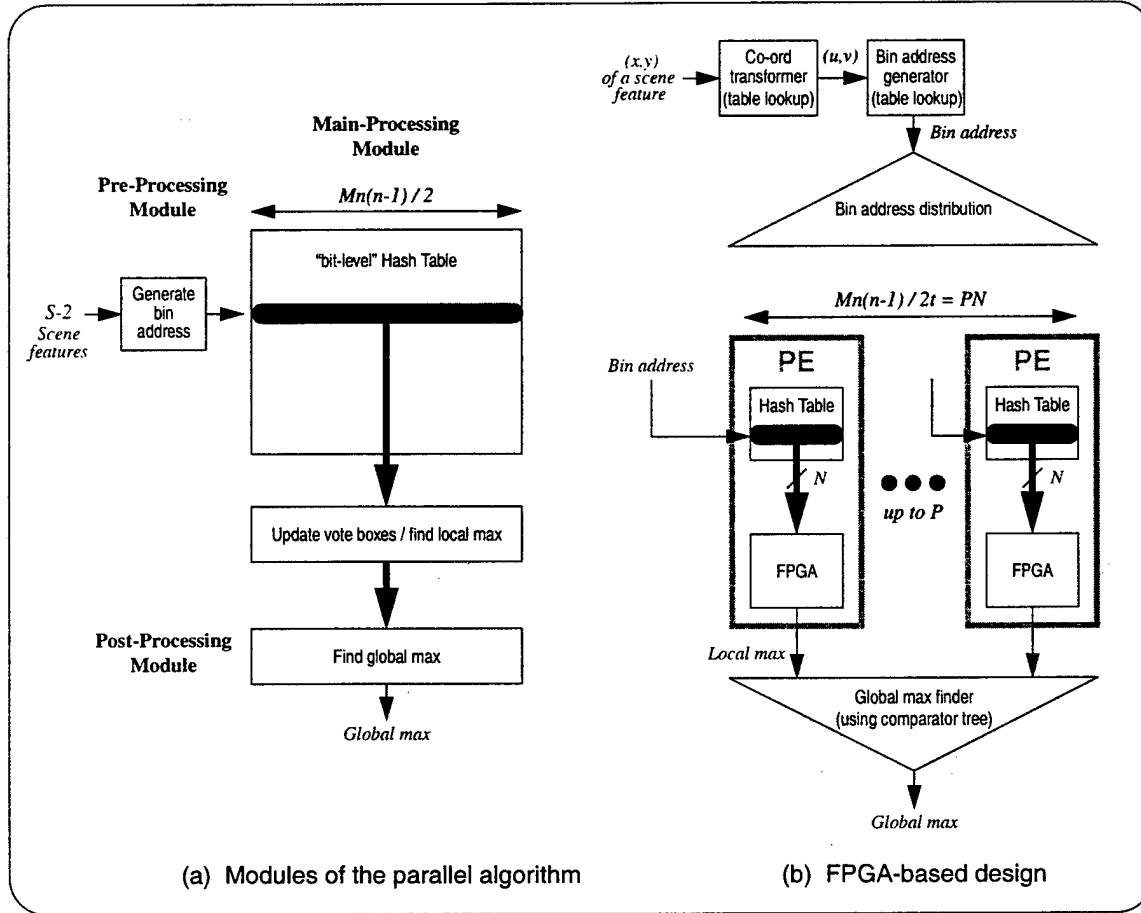 Main-Processing
Module
Pre-Processing
Module
Mn(n-1) / 2
"bit-level" Hash Table
S-2
Scene
features
Generate
bin
address
Update vote boxes / find local max
Post-Processing
Module
Find global max
Global max
(a) Modules of the parallel algorithm
(x,y)
of a scene
feature
Co-ord
transformer
(table lookup)
(u,v)
Bin address
generator
(table lookup)
Bin address
Bin address distribution
Mn(n-1) / 2t = PN
Bin address
PE
Hash Table
N
FPGA
up to P
PE
Hash Table
N
FPGA
Local max
Global max finder
(using comparator tree)
Global max
(b) FPGA-based design